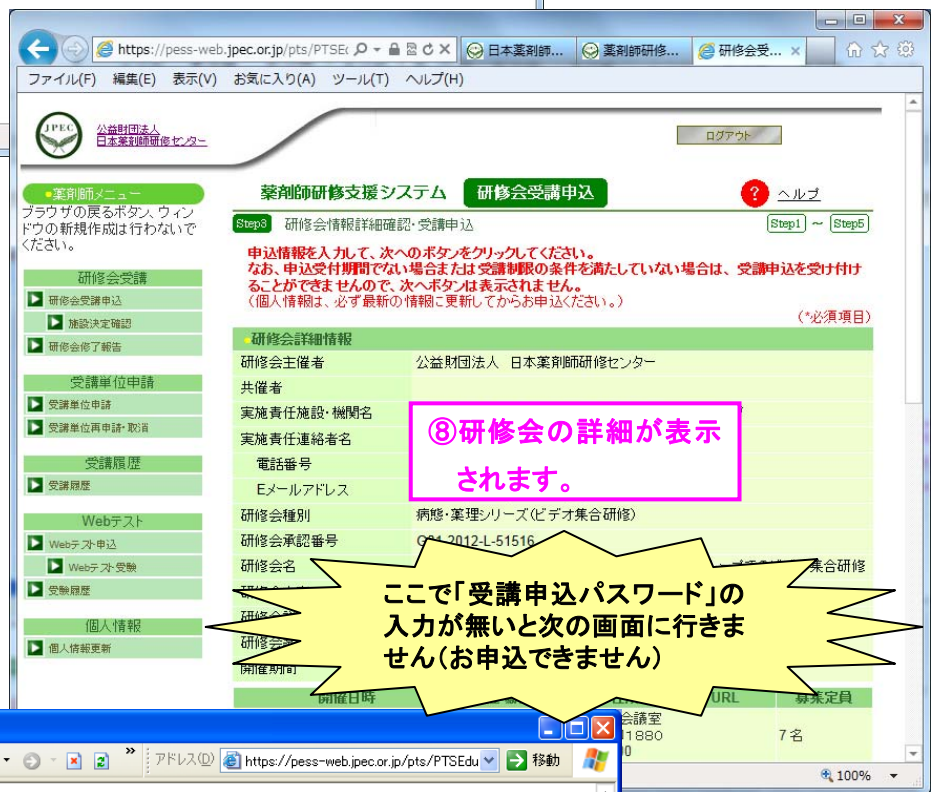 https://pess-web.jpec.or.jp/pts/PTSE
日本薬剤師...
薬剤師研修...
研修会受...
ファイル(F) 編集(E) 表示(V) お気に入り(A) ツール(T) ヘルプ(H)
JPEC
公益財団法人
日本薬剤師研修センター
ログアウト
薬剤師メニュー
ブラウザの戻るボタン、ウィン
ドウの新規作成は行わないで
ください。
研修会受講
研修会受講申込
施設決定確認
研修会修了報告
受講単位申請
受講単位申請
受講単位再申請・取消
受講履歴
受講履歴
Webテスト
Webテスト申込
Webテスト受験
受験履歴
個人情報
個人情報更新
薬剤師研修支援システム 研修会受講申込
? ヘルプ
Step3 研修会情報詳細確認・受講申込
Step1 ~ Step5
申込情報を入力して、次へのボタンをクリックしてください。
なお、申込受付期間でない場合または受講制限の条件を満たしていない場合は、受講申込を受け付け
ることができませんので、次へボタンは表示されません。
(個人情報は、必ず最新の情報に更新してからお申込ください。)
(*必須項目)
研修会詳細情報
研修会主催者 公益財団法人 日本薬剤師研修センター
共催者
実施責任施設・機関名
実施責任連絡者名
電話番号
Eメールアドレス
⑧研修会の詳細が表示
されます。
研修会種別 病態・薬理シリーズ(ビデオ集合研修)
研修会承認番号 G01-2012-L-51516
研修会名
集合研修
ここで「受講申込パスワード」の
入力が無いと次の画面に行きま
せん(お申込できません)
開催期間
開催日時 URL 募集定員
会議室
1880
7名
100%
アドレス(D) https://pess-web.jpec.or.jp/pts/PTSEdu 移動